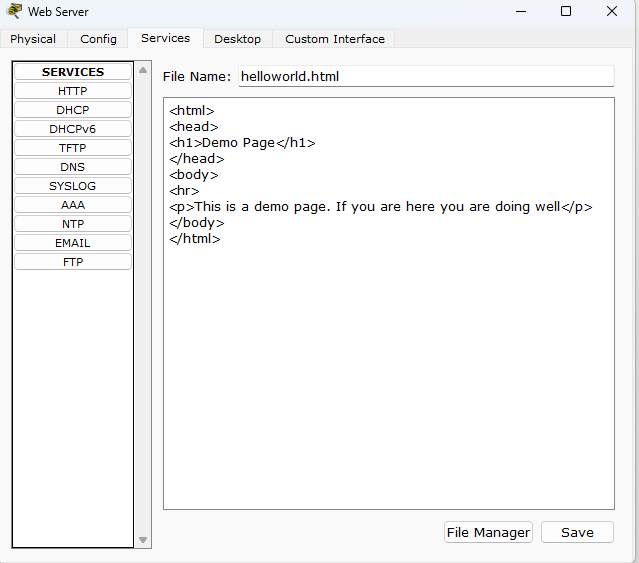 Web Server
Physical Config Services Desktop Custom Interface
SERVICES
HTTP
DHCP
DHCPv6
TFTP
DNS
SYSLOG
AAA
NTP
EMAIL
FTP
File Name: helloworld.html
<html>
<head>
<h1>Demo Page</h1>
</head>
<body>
<hr>
<p>This is a demo page. If you are here you are doing well</p>
</body>
</html>
File Manager Save